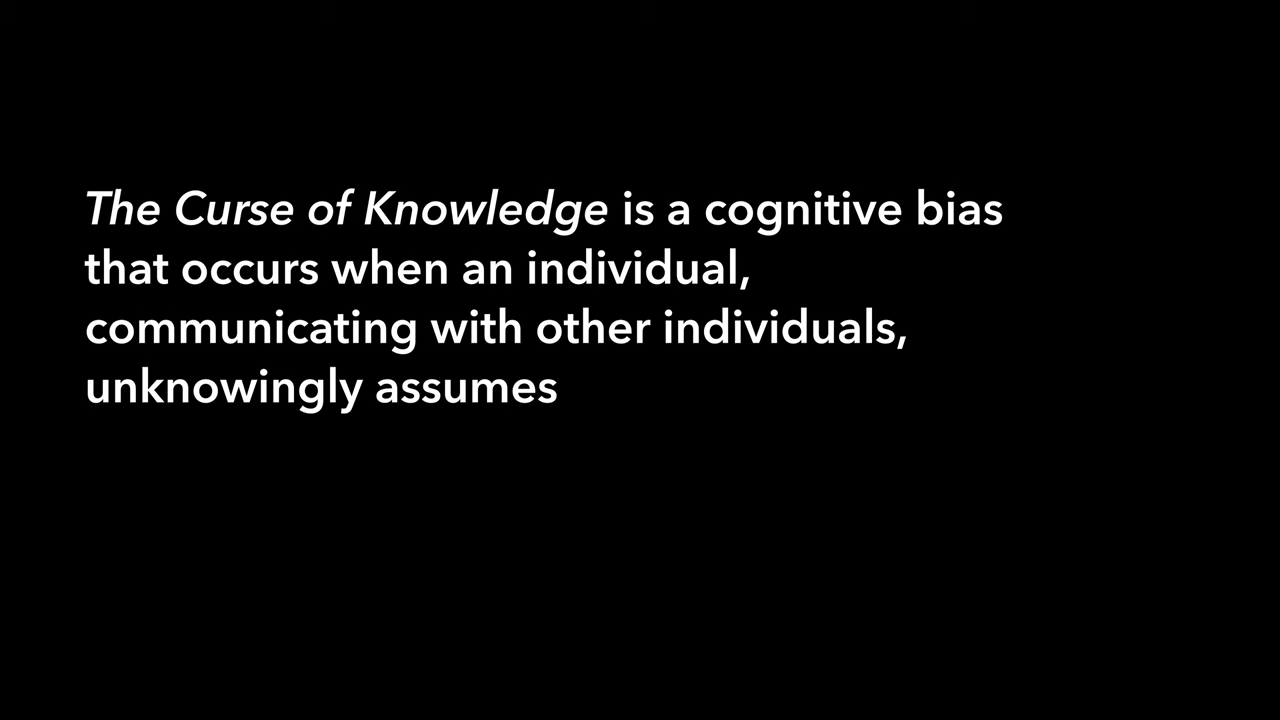 The Curse of Knowledge is a cognitive bias
that occurs when an individual,
communicating with other individuals,
unknowingly assumes